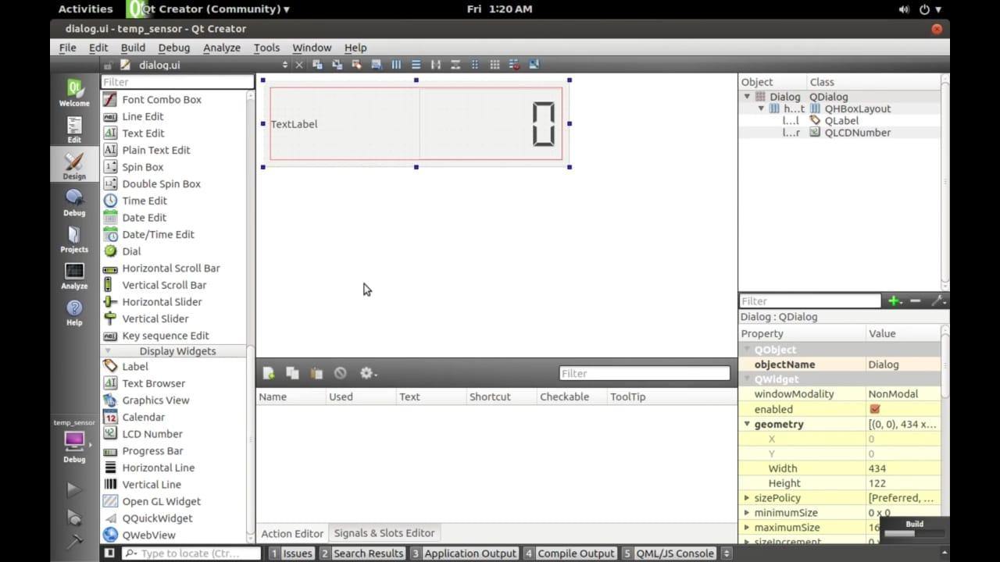 Activities Qt Creator (Community) ▾ Fri 1:20 AM
dialog.ui - temp_sensor - Qt Creator
File Edit Build Debug Analyze Tools Window Help
dialog.ui
Welcome
Edit
Design
Debug
Projects
Analyze
Help
temp_sensor
Debug
Filter
Font Combo Box
Line Edit
Text Edit
Plain Text Edit
Spin Box
Double Spin Box
Time Edit
Date Edit
Date/Time Edit
Dial
Horizontal Scroll Bar
Vertical Scroll Bar
Horizontal Slider
Vertical Slider
Key sequence Edit
Display Widgets
Label
Text Browser
Graphics View
Calendar
LCD Number
Progress Bar
Horizontal Line
Vertical Line
Open GL Widget
QQuickWidget
QWebView
TextLabel 0
Filter
Name Used Text Shortcut Checkable ToolTip
Action Editor Signals & Slots Editor
Object Class
Dialog QDialog
h...t QHBoxLayout
l...l QLabel
l...r QLCDNumber
Filter
Dialog : QDialog
Property Value
QObject
objectName Dialog
QWidget
windowModality NonModal
enabled
geometry [(0, 0), 434 x...
X 0
Y 0
Width 434
Height 122
sizePolicy [Preferred, ...
minimumSize 0 x 0
maximumSize 16
sizeIncrement 0
Build
Type to locate (Ctr... 1 Issues 2 Search Results 3 Application Output 4 Compile Output 5 QML/JS Console